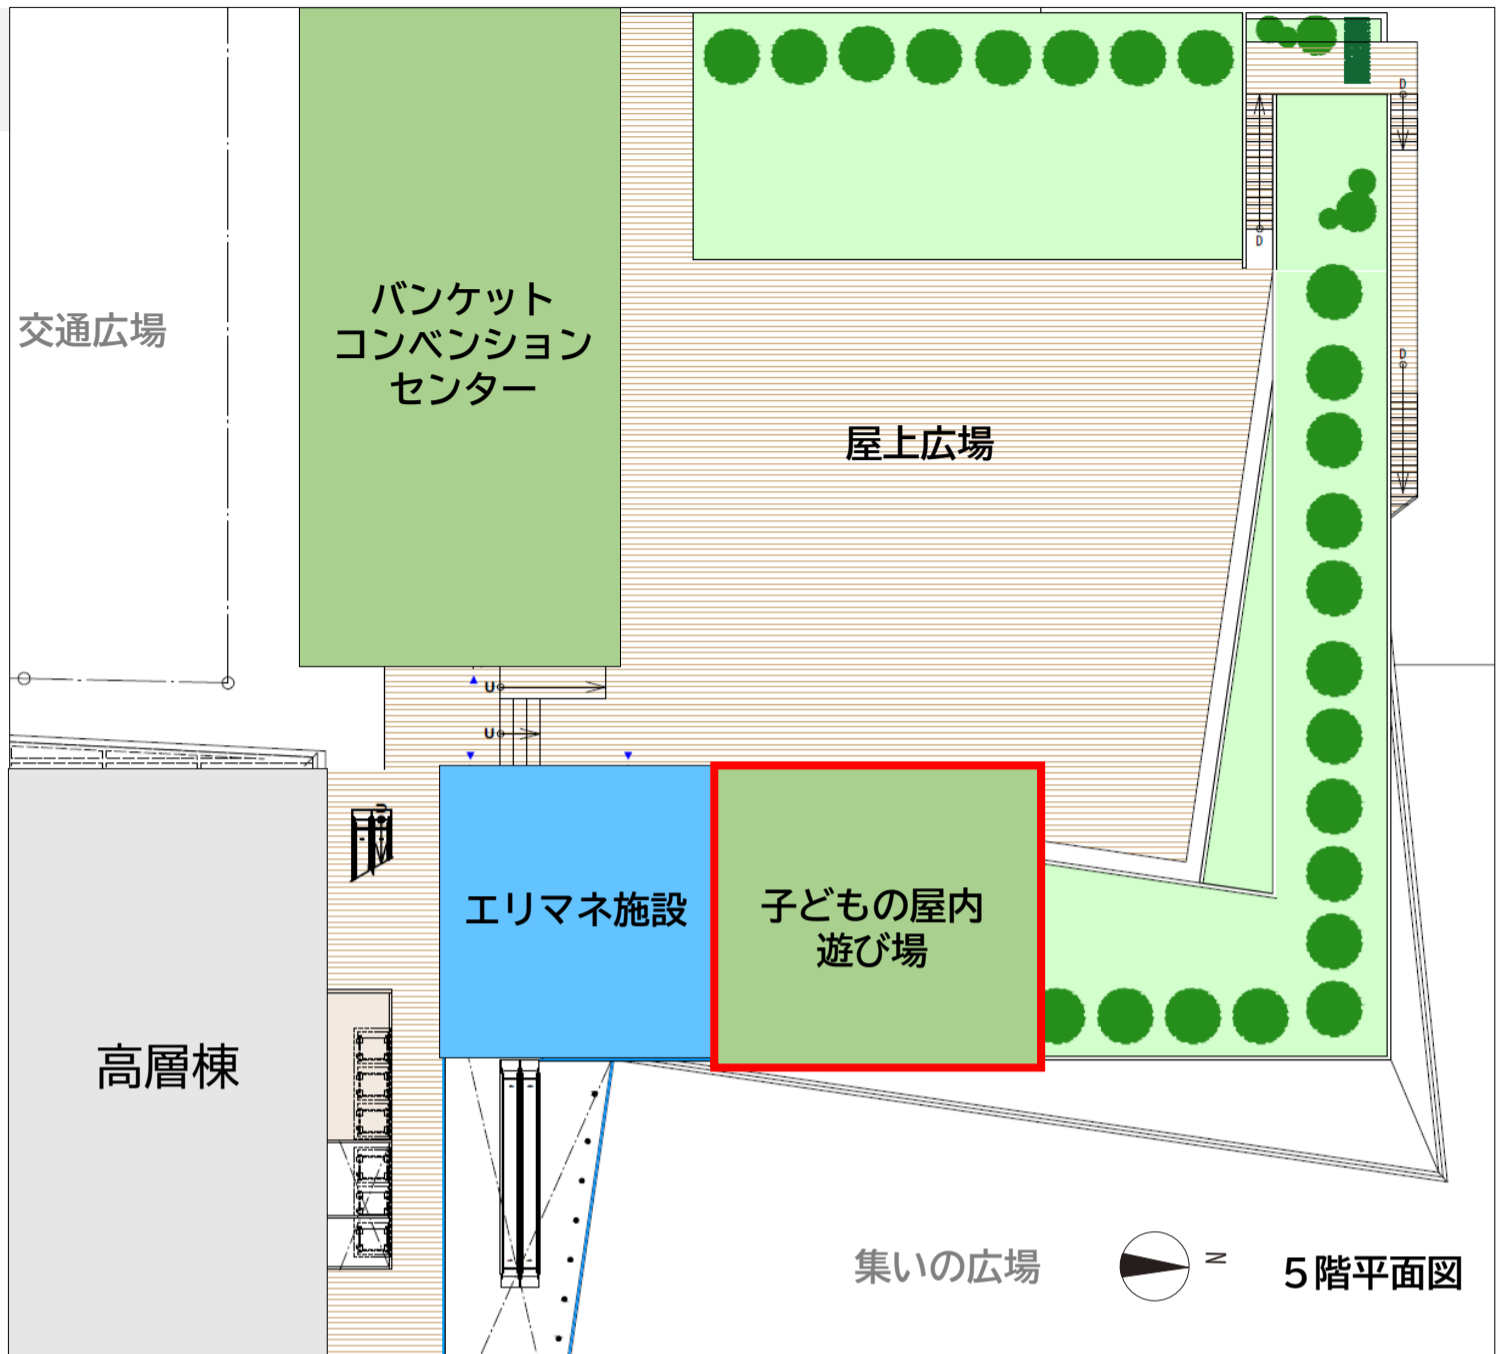 D
D
バンケット
コンベンション
センター
交通広場
D
屋上広場
U
U
U
エリマネ施設
子どもの屋内
遊び場
高層棟
集いの広場
N
5階平面図